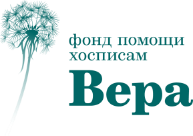 фонд помощи
хосписам
Вера